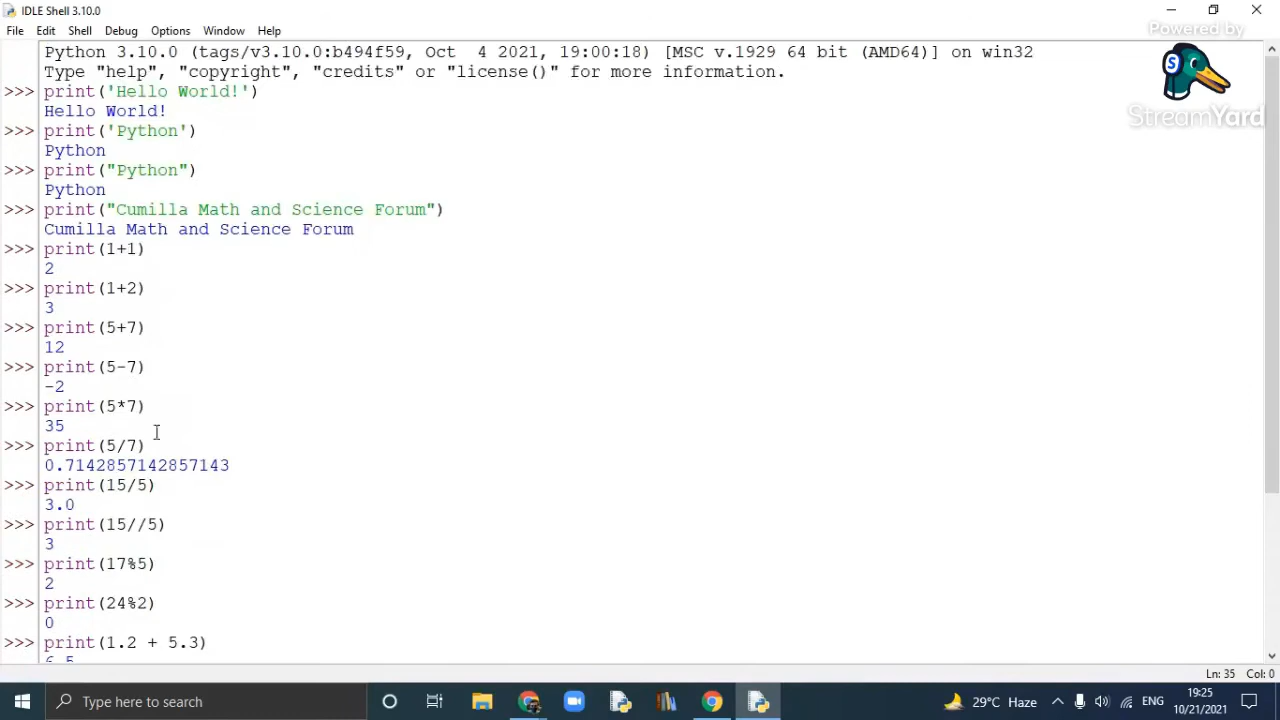 IDLE Shell 3.10.0
File Edit Shell Debug Options Window Help
Powered by
StreamYard
Python 3.10.0 (tags/v3.10.0:b494f59, Oct  4 2021, 19:00:18) [MSC v.1929 64 bit (AMD64)] on win32
Type "help", "copyright", "credits" or "license()" for more information.
>>> print('Hello World!')
Hello World!
>>> print('Python')
Python
>>> print("Python")
Python
>>> print("Cumilla Math and Science Forum")
Cumilla Math and Science Forum
>>> print(1+1)
2
>>> print(1+2)
3
>>> print(5+7)
12
>>> print(5-7)
-2
>>> print(5*7)
35
>>> print(5/7)
0.7142857142857143
>>> print(15/5)
3.0
>>> print(15//5)
3
>>> print(17%5)
2
>>> print(24%2)
0
>>> print(1.2 + 5.3)
6.5
Ln: 35 Col: 0
Type here to search
29°C Haze
ENG
19:25
10/21/2021